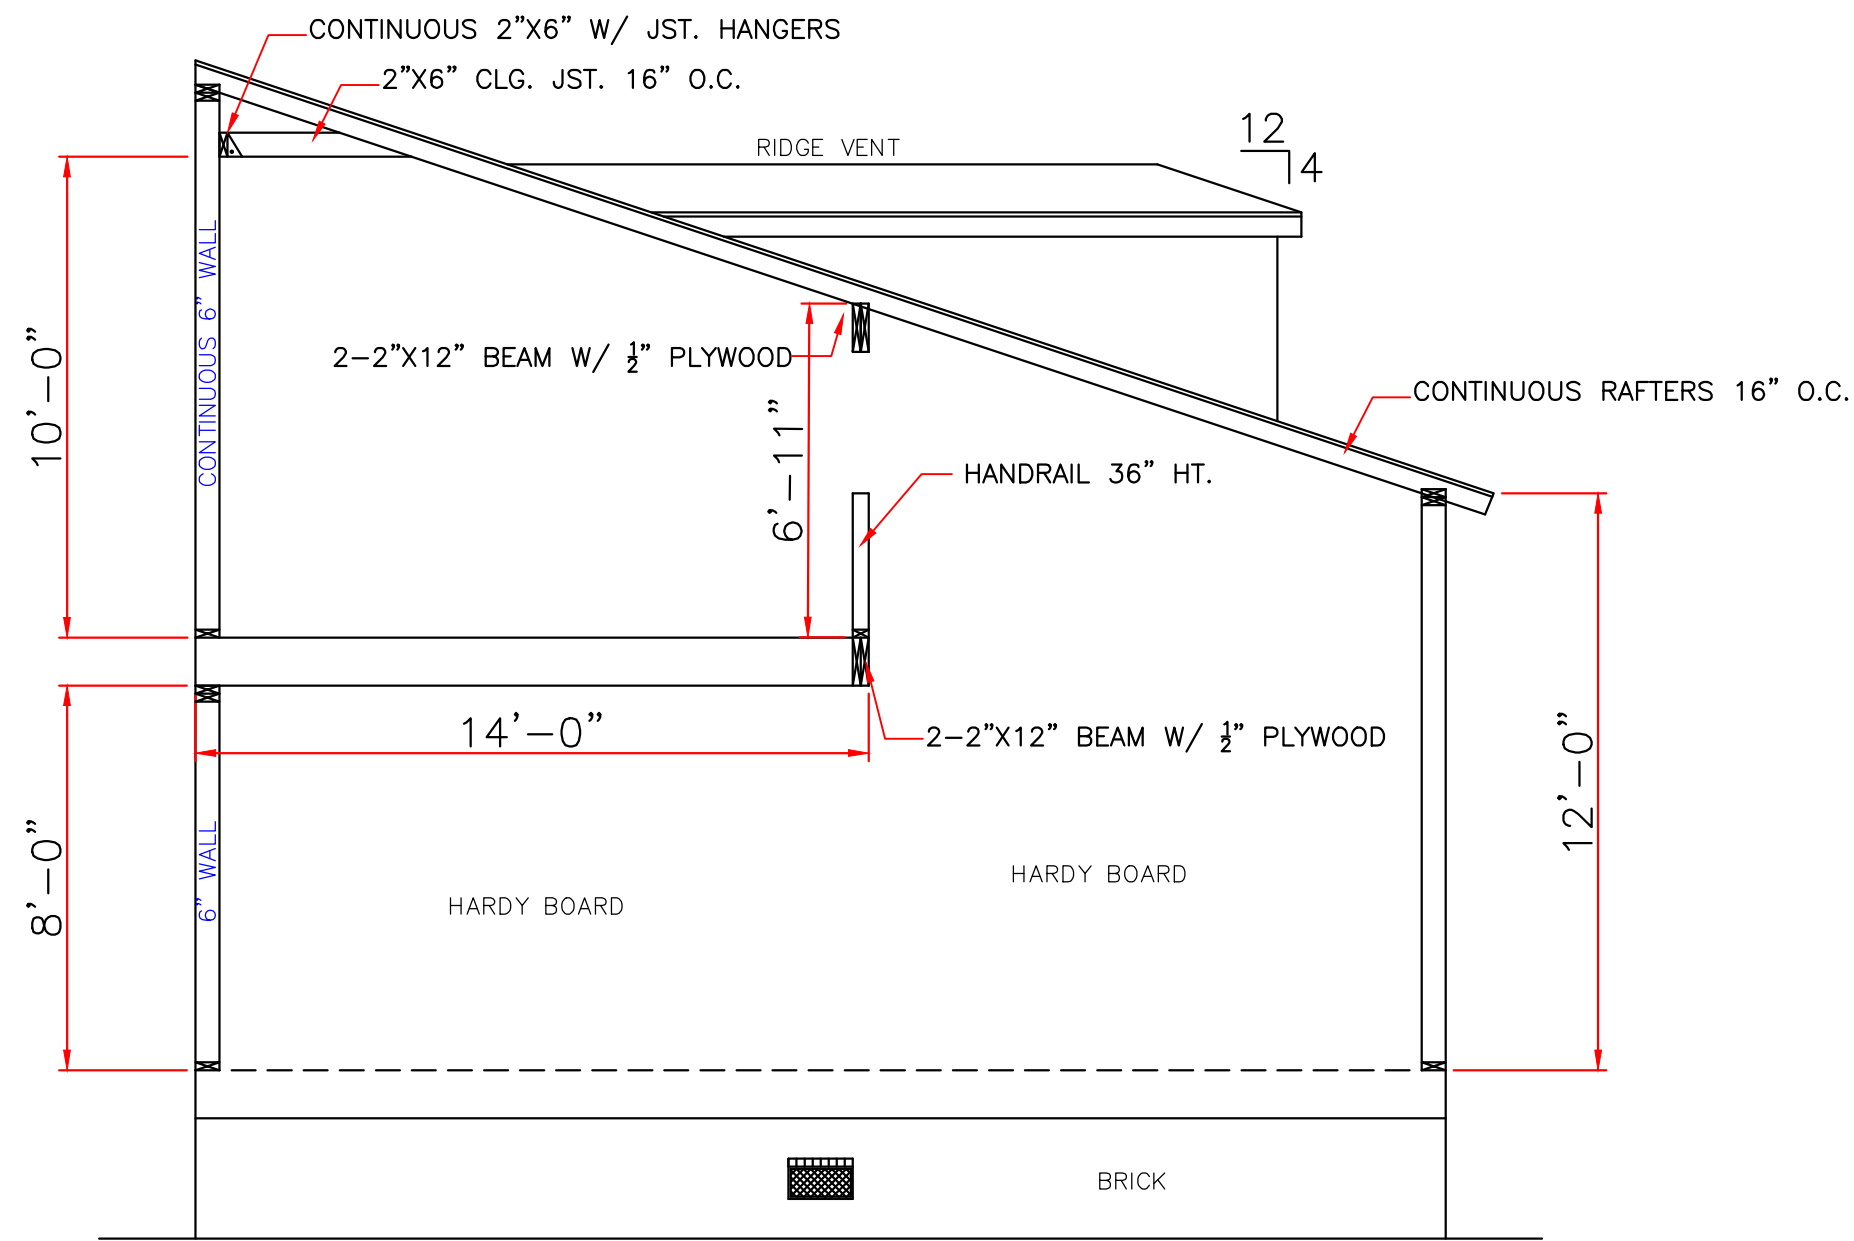 CONTINUOUS 2"X6" W/ JST. HANGERS
2"X6" CLG. JST. 16" O.C.
RIDGE VENT
12
4
CONTINUOUS 6" WALL
10'-0"
2-2"X12" BEAM W/ ½" PLYWOOD
6'-11"
CONTINUOUS RAFTERS 16" O.C.
HANDRAIL 36" HT.
14'-0"
2-2"X12" BEAM W/ ½" PLYWOOD
12'-0"
8'-0"
6" WALL
HARDY BOARD
HARDY BOARD
BRICK